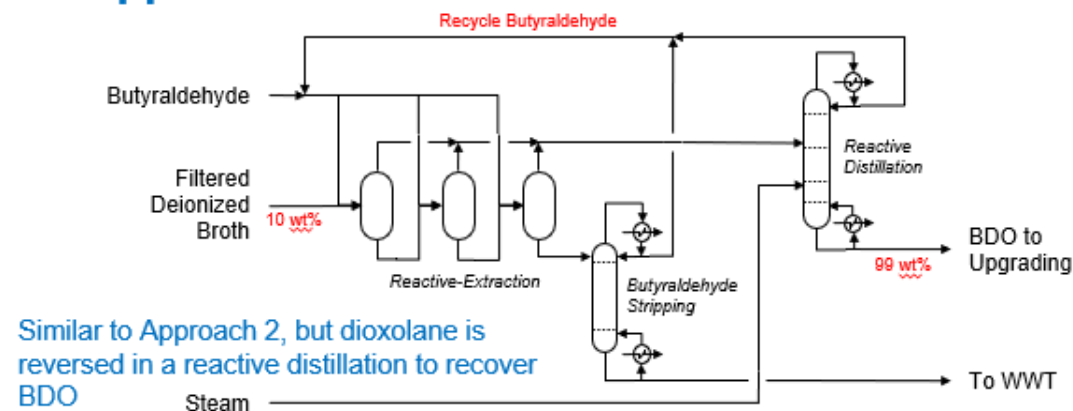 Recycle Butyraldehyde
Butyraldehyde
Filtered
Deionized
Broth
10 wt%
Reactive-Extraction
Butyraldehyde
Stripping
Reactive
Distillation
99 wt%
BDO to
Upgrading
Similar to Approach 2, but dioxolane is
reversed in a reactive distillation to recover
BDO
Steam
To WWT